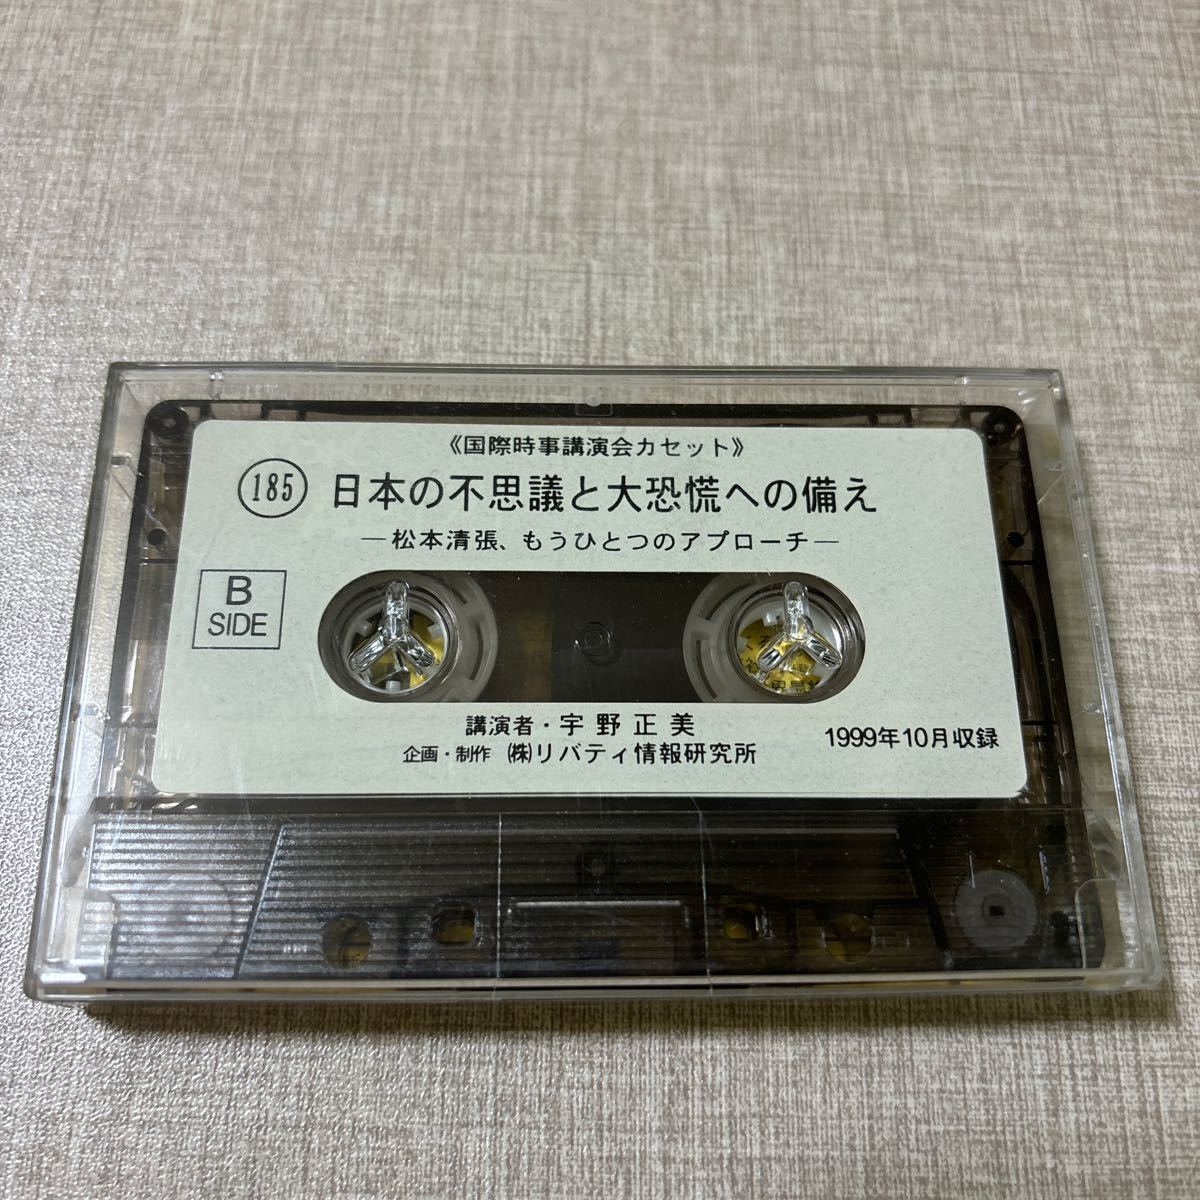 《国際時事講演会カセット》
185 日本の不思議と大恐慌への備え
―松本清張、もうひとつのアプローチ―
B
SIDE
講演者・宇野正美
企画・制作 ㈱リバティ情報研究所
1999年10月収録